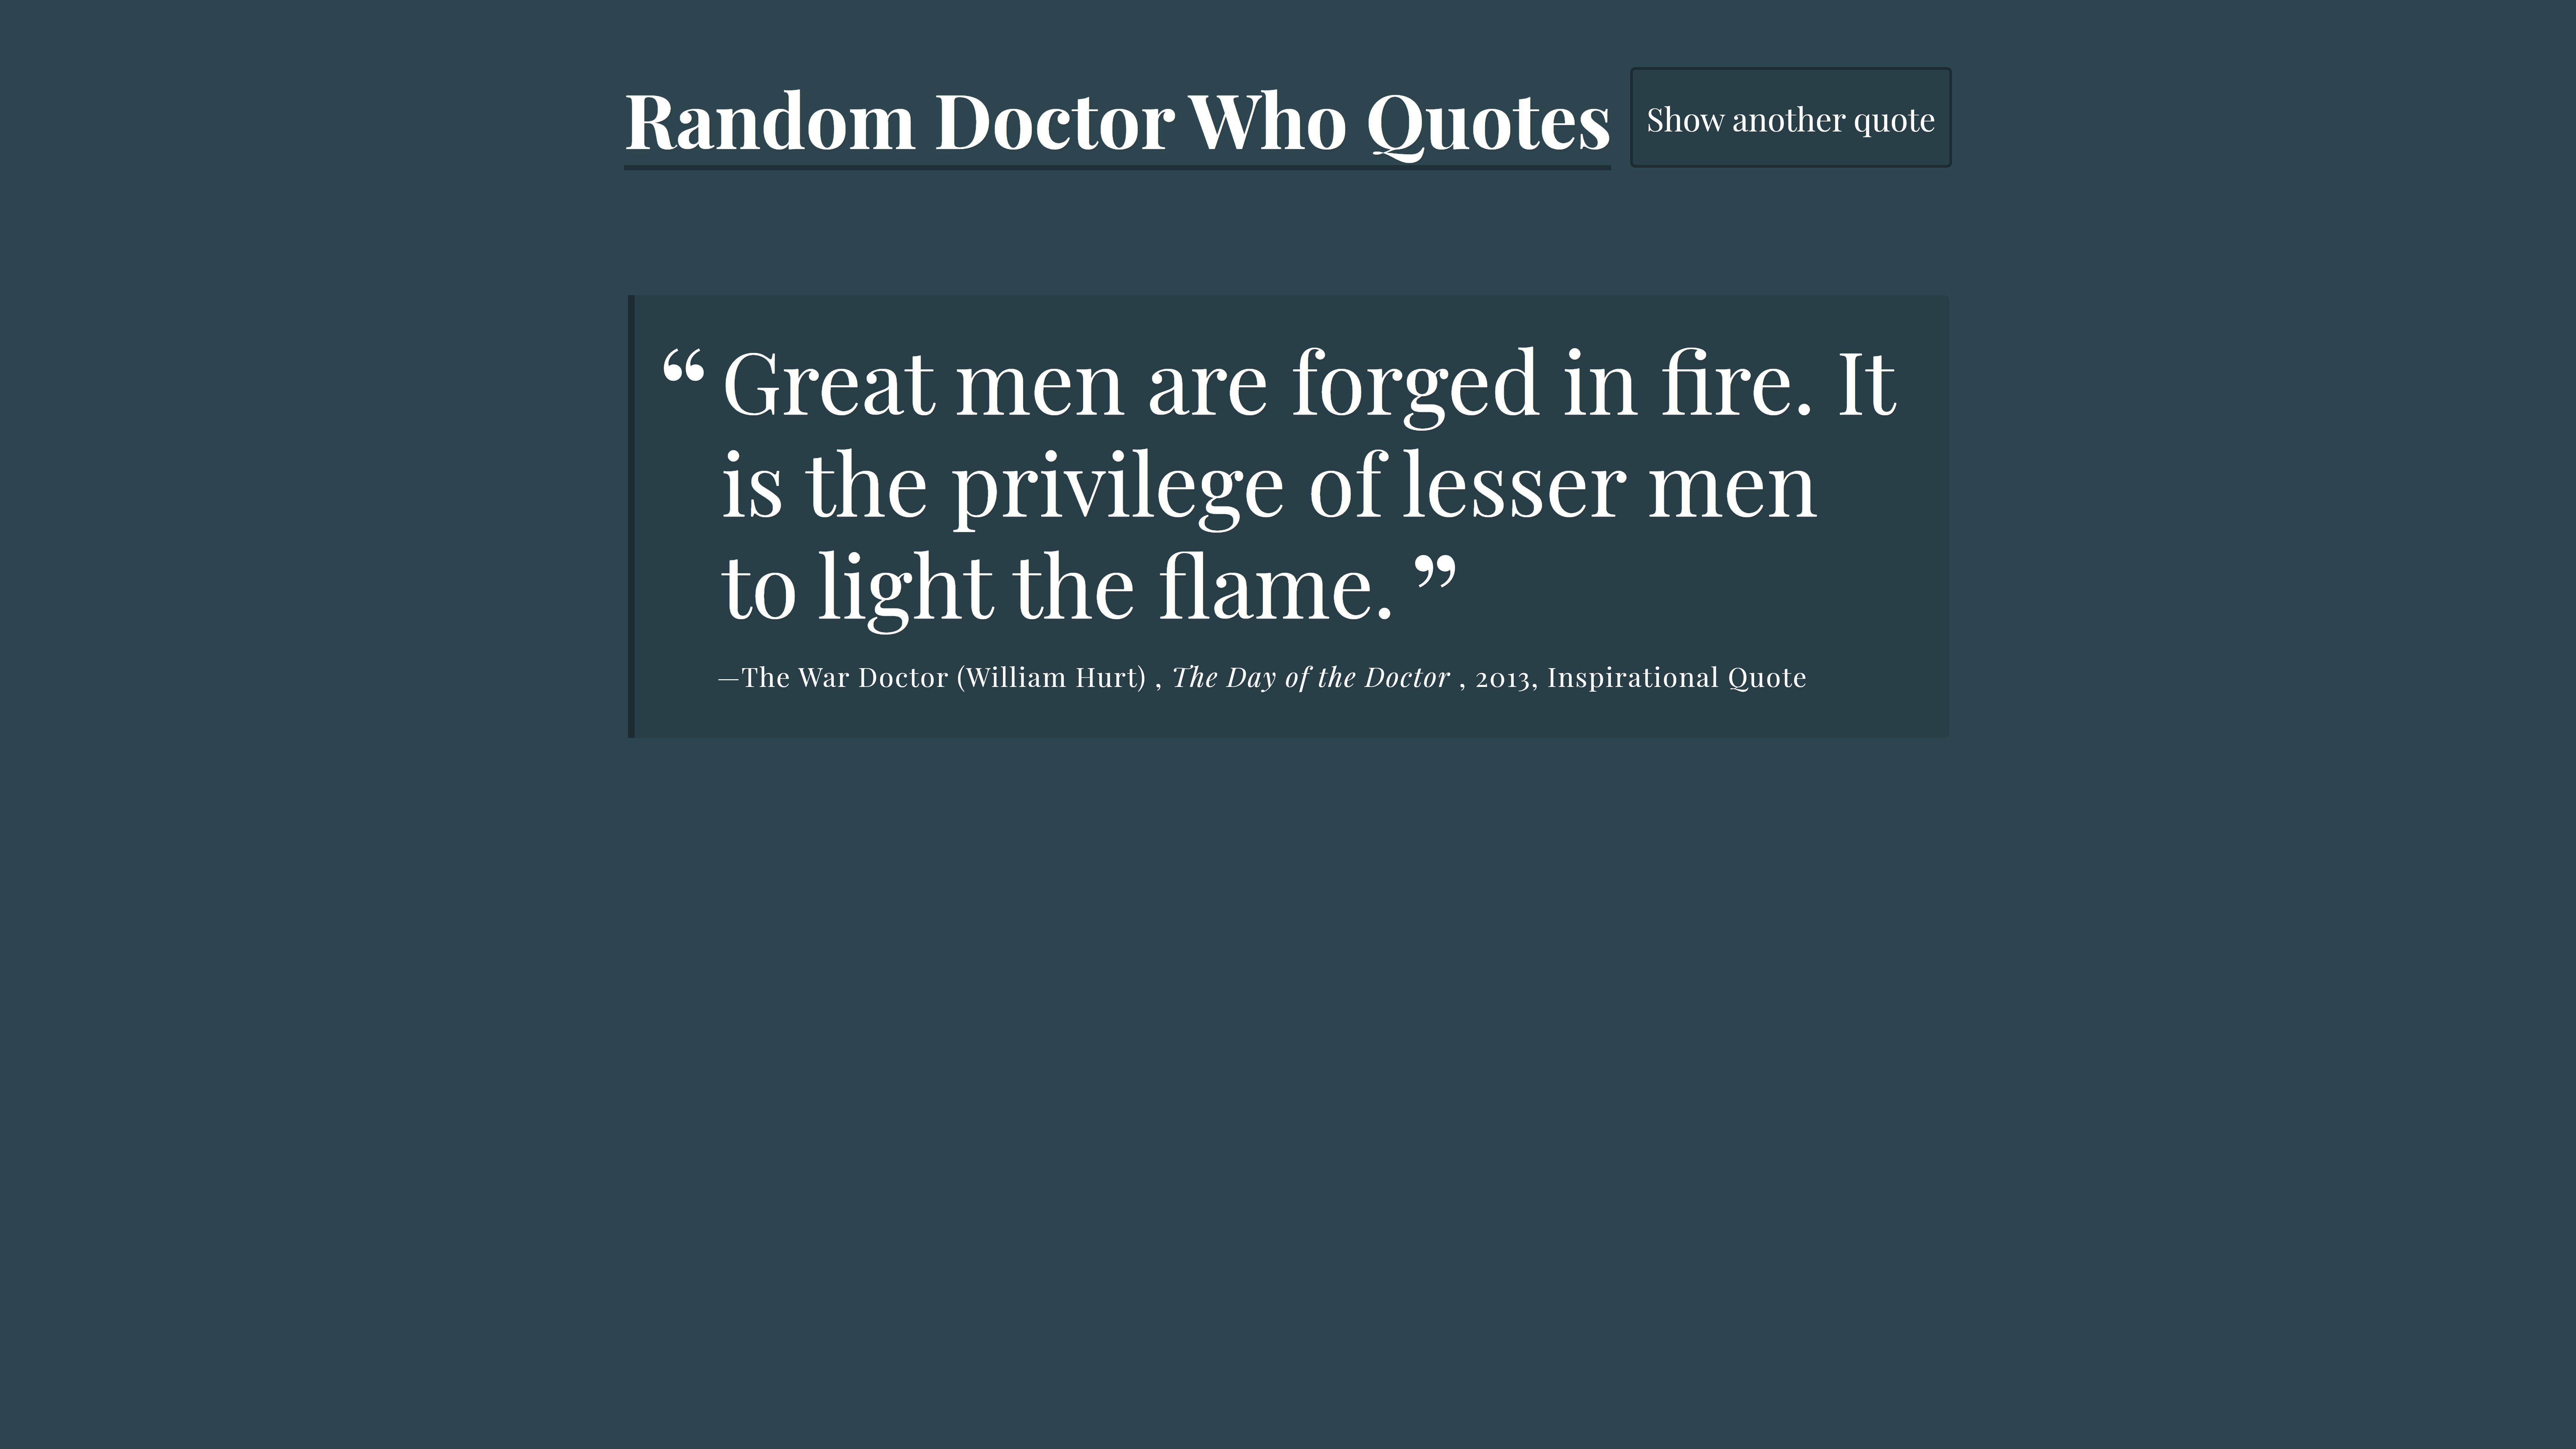 Random Doctor Who Quotes
Show another quote
“ Great men are forged in fire. It
is the privilege of lesser men
to light the flame. ”
—The War Doctor (William Hurt) , The Day of the Doctor , 2013, Inspirational Quote